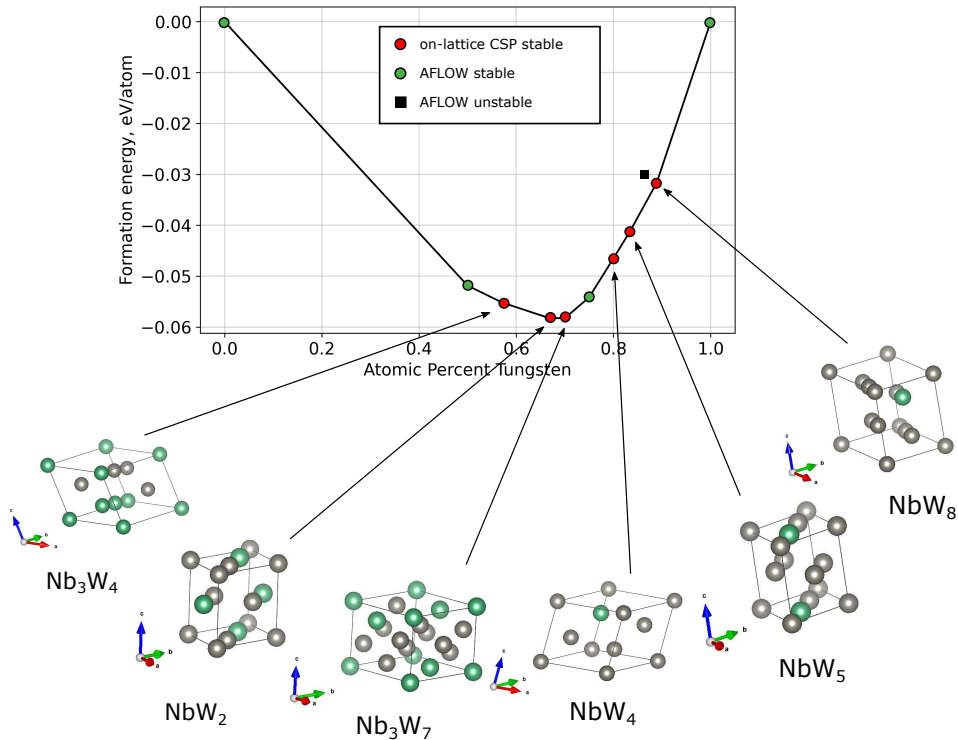 0.00
−0.01
−0.02
−0.03
−0.04
−0.05
−0.06
Formation energy, eV/atom
on-lattice CSP stable
AFLOW stable
AFLOW unstable
0.0 0.2 0.4 0.6 0.8 1.0
Atomic Percent Tungsten
c
b
a
NbW₈
c
b
a
Nb₃W₄
c
b
a
NbW₅
c
b
a
NbW₂
c
b
a
Nb₃W₇
c
b
a
NbW₄